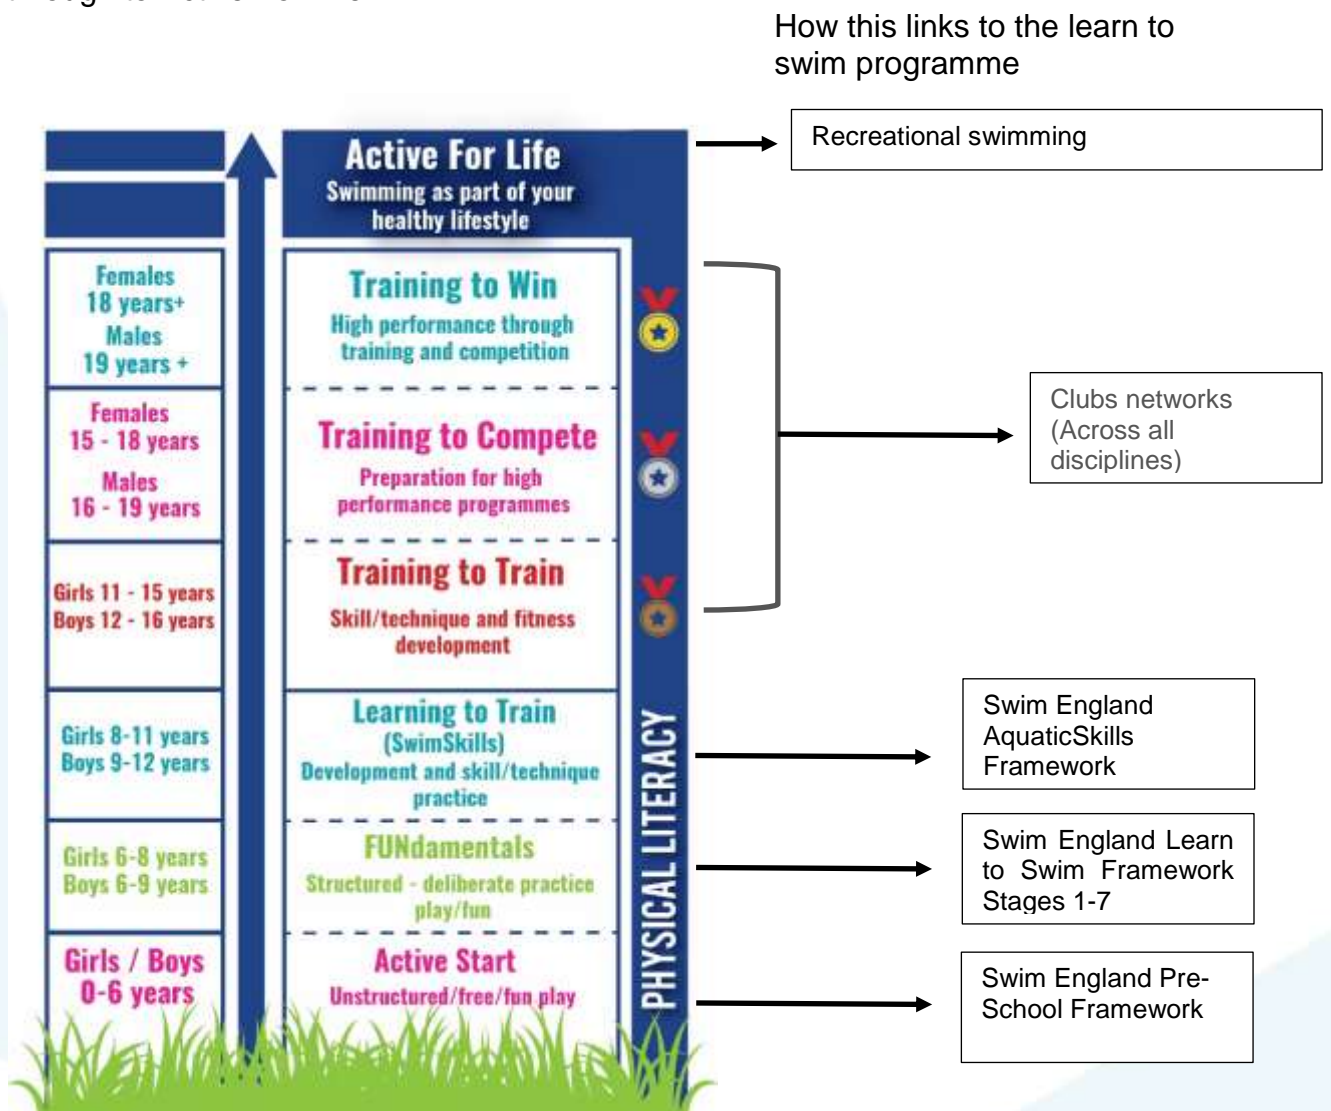 How this links to the learn to
swim programme
Active For Life
Swimming as part of your
healthy lifestyle
Recreational swimming
Females
18 years+
Males
19 years +
Training to Win
High performance through
training and competition
Females
15 - 18 years
Males
16 - 19 years
Training to Compete
Preparation for high
performance programmes
Clubs networks
(Across all
disciplines)
Girls 11 - 15 years
Boys 12 - 16 years
Training to Train
Skill/technique and fitness
development
Girls 8-11 years
Boys 9-12 years
Learning to Train
(SwimSkills)
Development and skill/technique
practice
Swim England
AquaticSkills
Framework
Girls 6-8 years
Boys 6-9 years
FUNdamentals
Structured - deliberate practice
play/fun
Swim England Learn
to Swim Framework
Stages 1-7
Girls / Boys
0-6 years
Active Start
Unstructured/free/fun play
PHYSICAL LITERACY
Swim England Pre-
School Framework